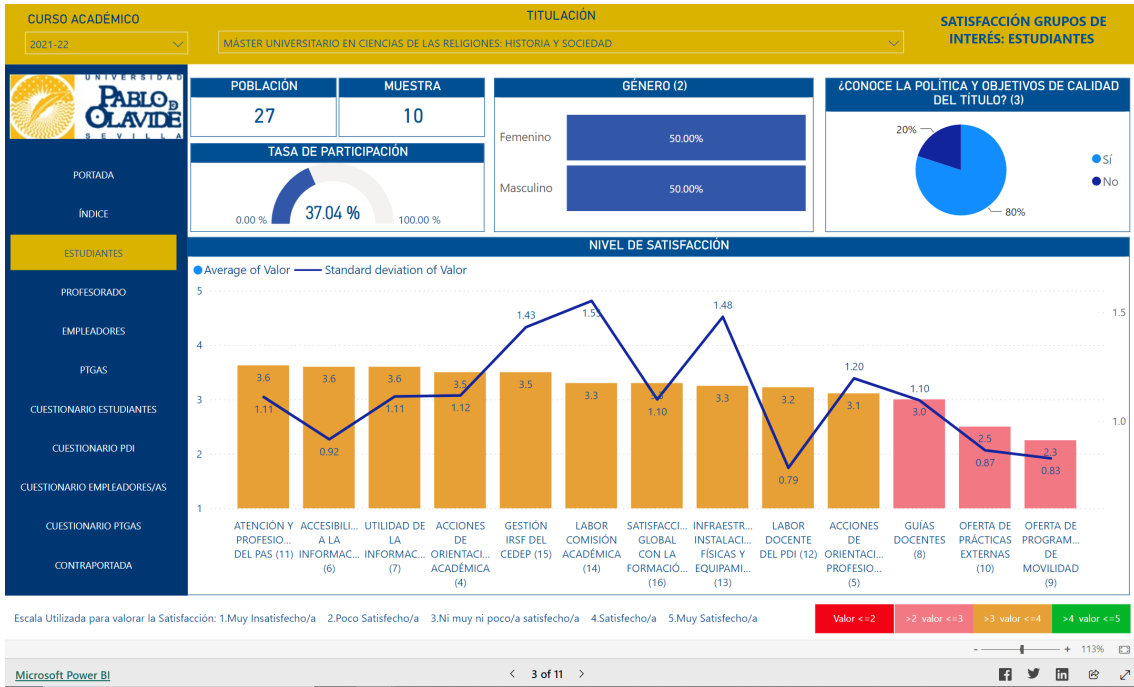 CURSO ACADÉMICO
2021-22
TITULACIÓN
MÁSTER UNIVERSITARIO EN CIENCIAS DE LAS RELIGIONES: HISTORIA Y SOCIEDAD
SATISFACCIÓN GRUPOS DE
INTERÉS: ESTUDIANTES
UNIVERSIDAD
PABLO DE
OLAVIDE
SEVILLA
PORTADA
ÍNDICE
ESTUDIANTES
PROFESORADO
EMPLEADORES
PTGAS
CUESTIONARIO ESTUDIANTES
CUESTIONARIO PDI
CUESTIONARIO EMPLEADORES/AS
CUESTIONARIO PTGAS
CONTRAPORTADA
POBLACIÓN
27
MUESTRA
10
TASA DE PARTICIPACIÓN
0.00 %
37.04 %
100.00 %
GÉNERO (2)
Femenino
50.00%
Masculino
50.00%
¿CONOCE LA POLÍTICA Y OBJETIVOS DE CALIDAD
DEL TÍTULO? (3)
20%
80%
Sí
No
NIVEL DE SATISFACCIÓN
Average of Valor
Standard deviation of Valor
5
4
3
2
1
1.5
1.0
3.6
3.6
3.6
3.5
3.5
3.3
3.3
3.3
3.2
3.1
3.0
2.5
2.3
1.11
0.92
1.11
1.12
1.43
1.55
1.10
1.48
0.79
1.20
1.10
0.87
0.83
ATENCIÓN Y
PROFESIO...
DEL PAS (11)
ACCESIBILI...
A LA
INFORMAC...
(6)
UTILIDAD DE
LA
INFORMAC...
(7)
ACCIONES
DE
ORIENTACI...
ACADÉMICA
(4)
GESTIÓN
IRSF DEL
CEDEP (15)
LABOR
COMISIÓN
ACADÉMICA
(14)
SATISFACCI...
GLOBAL
CON LA
FORMACIÓ...
(16)
INFRAESTR...
INSTALACI...
FÍSICAS Y
EQUIPAMI...
(13)
LABOR
DOCENTE
DEL PDI (12)
ACCIONES
DE
ORIENTACI...
PROFESIO...
(5)
GUÍAS
DOCENTES
(8)
OFERTA DE
PRÁCTICAS
EXTERNAS
(10)
OFERTA DE
PROGRAM...
DE
MOVILIDAD
(9)
Escala Utilizada para valorar la Satisfacción: 1.Muy Insatisfecho/a 2.Poco Satisfecho/a 3.Ni muy ni poco/a satisfecho/a 4.Satisfecho/a 5.Muy Satisfecho/a
Valor <=2
>2 valor <=3
>3 valor <=4
>4 valor <=5
- + 113%
Microsoft Power BI
< 3 of 11 >